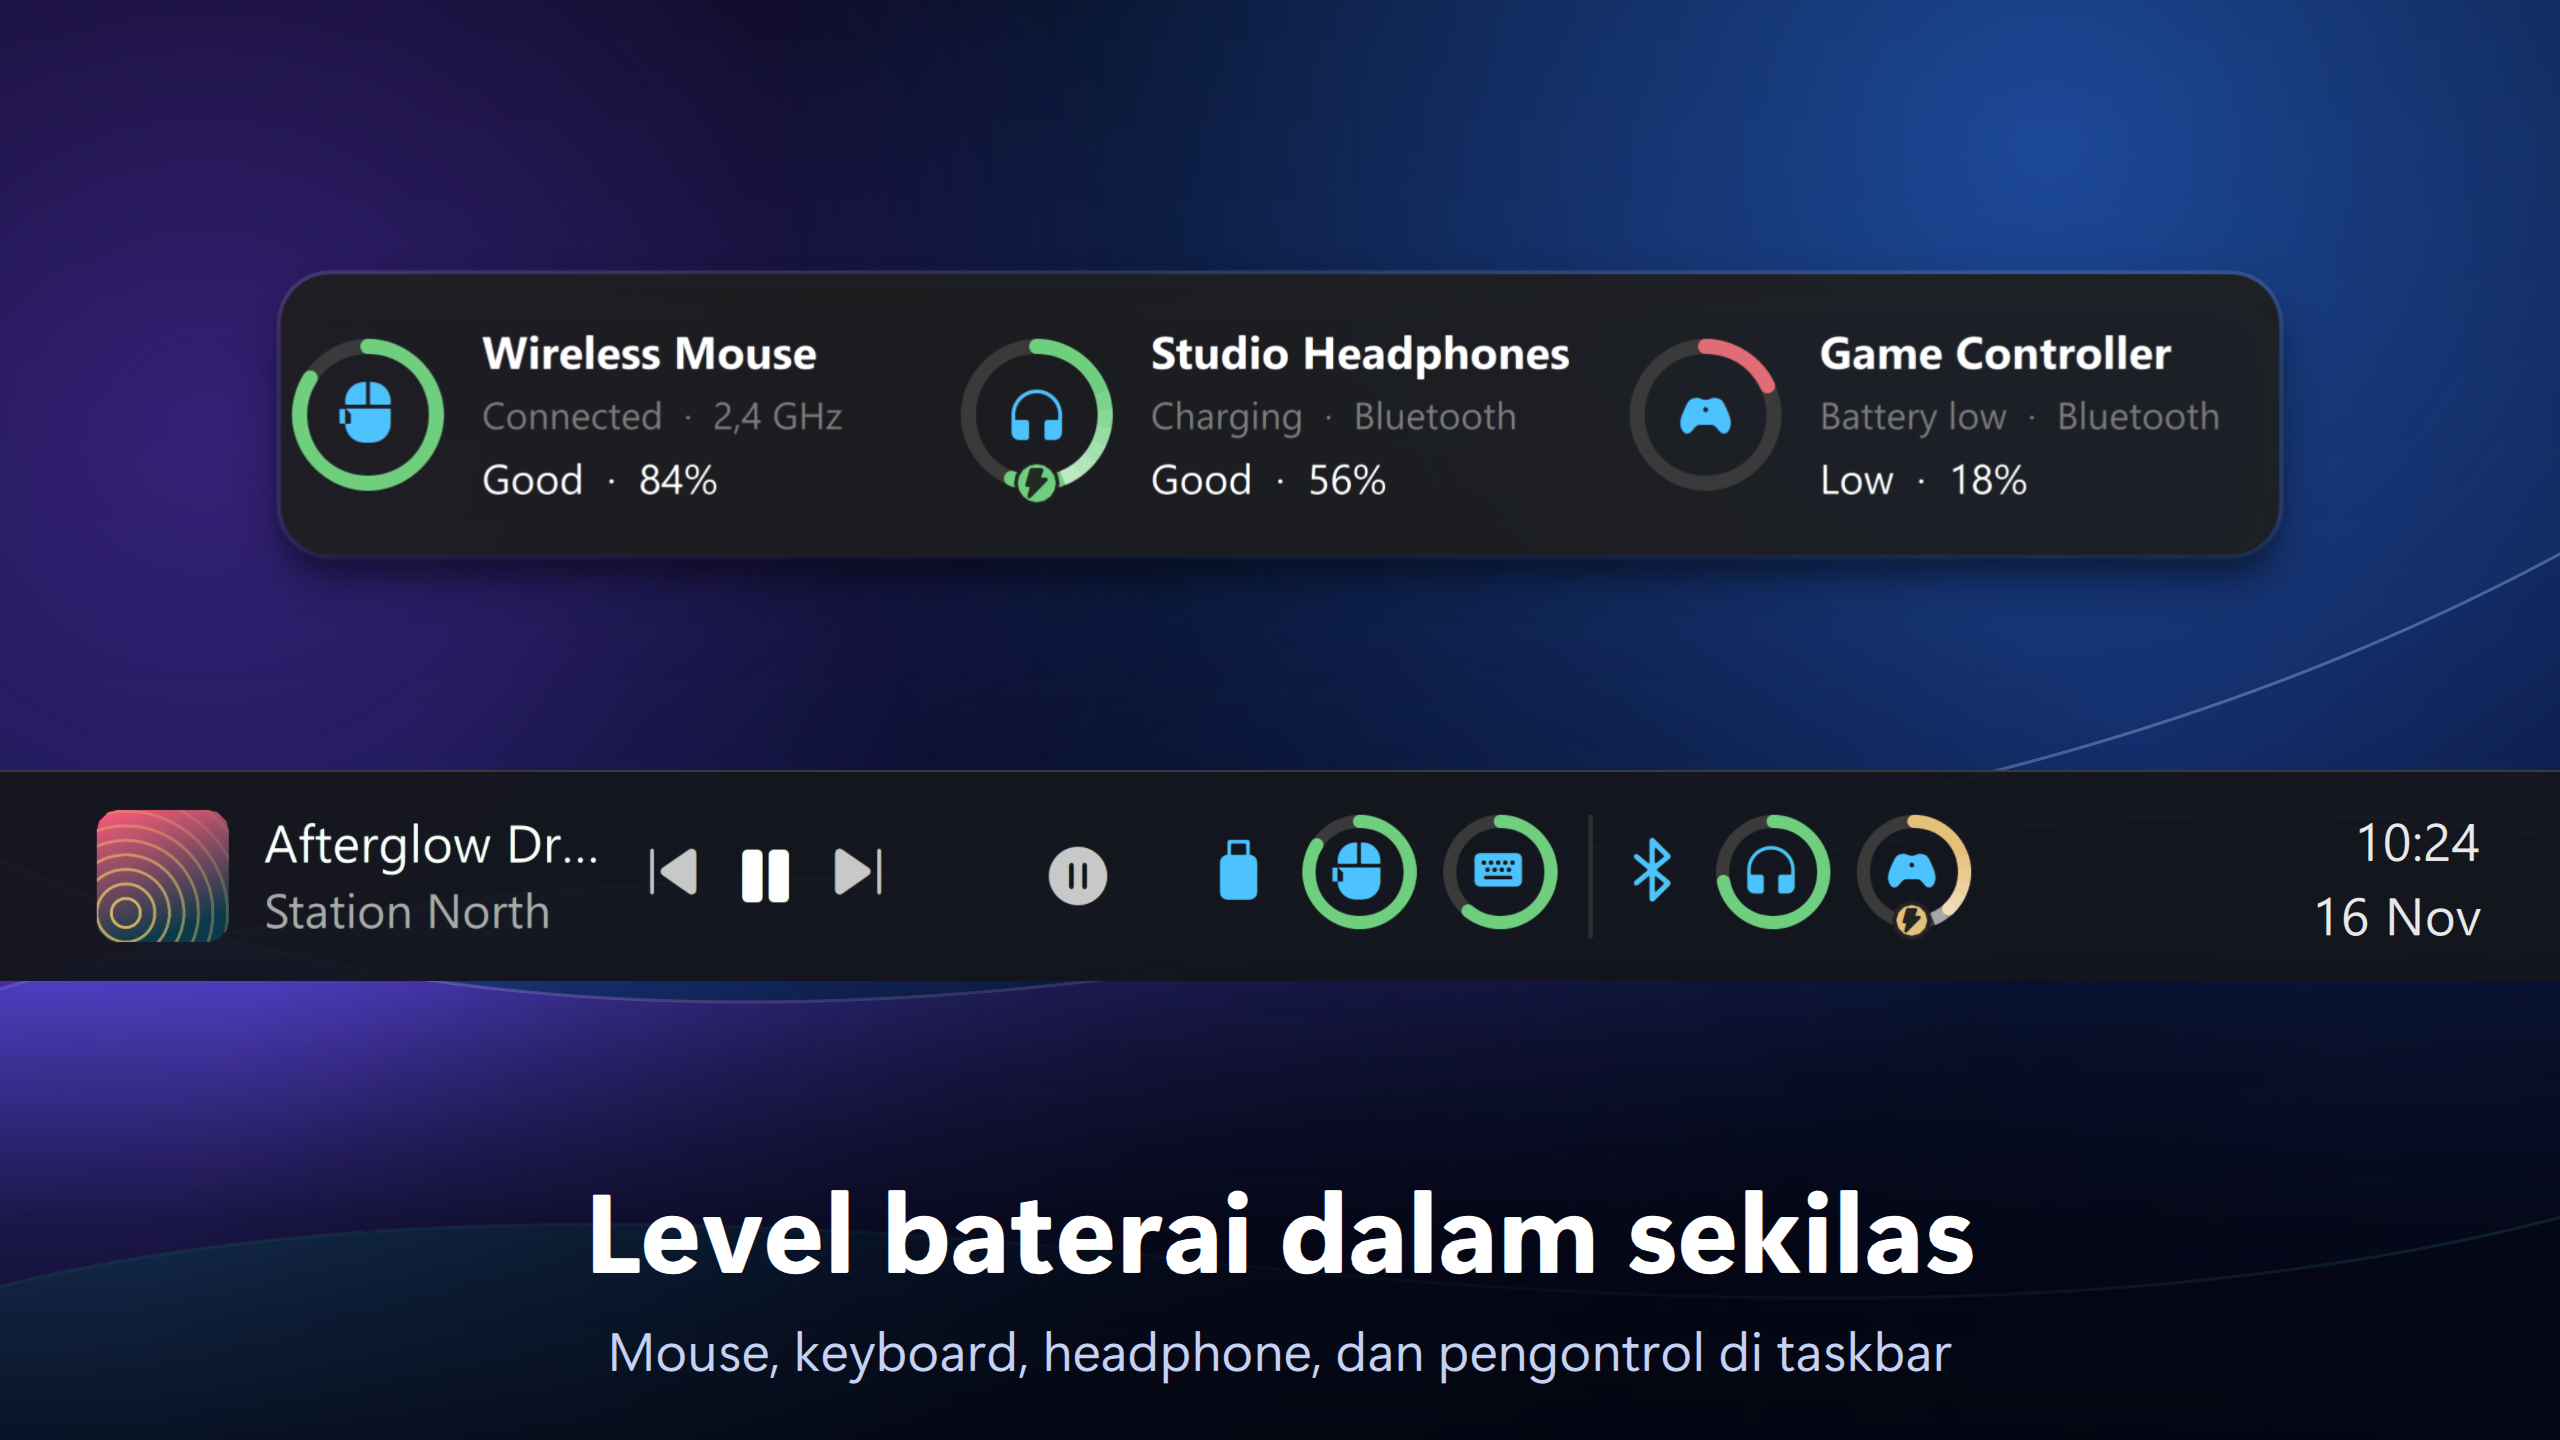 Wireless Mouse
Connected · 2,4 GHz
Good · 84%
Studio Headphones
Charging · Bluetooth
Good · 56%
Game Controller
Battery low · Bluetooth
Low · 18%
Afterglow Dr...
Station North
10:24
16 Nov
Level baterai dalam sekilas
Mouse, keyboard, headphone, dan pengontrol di taskbar